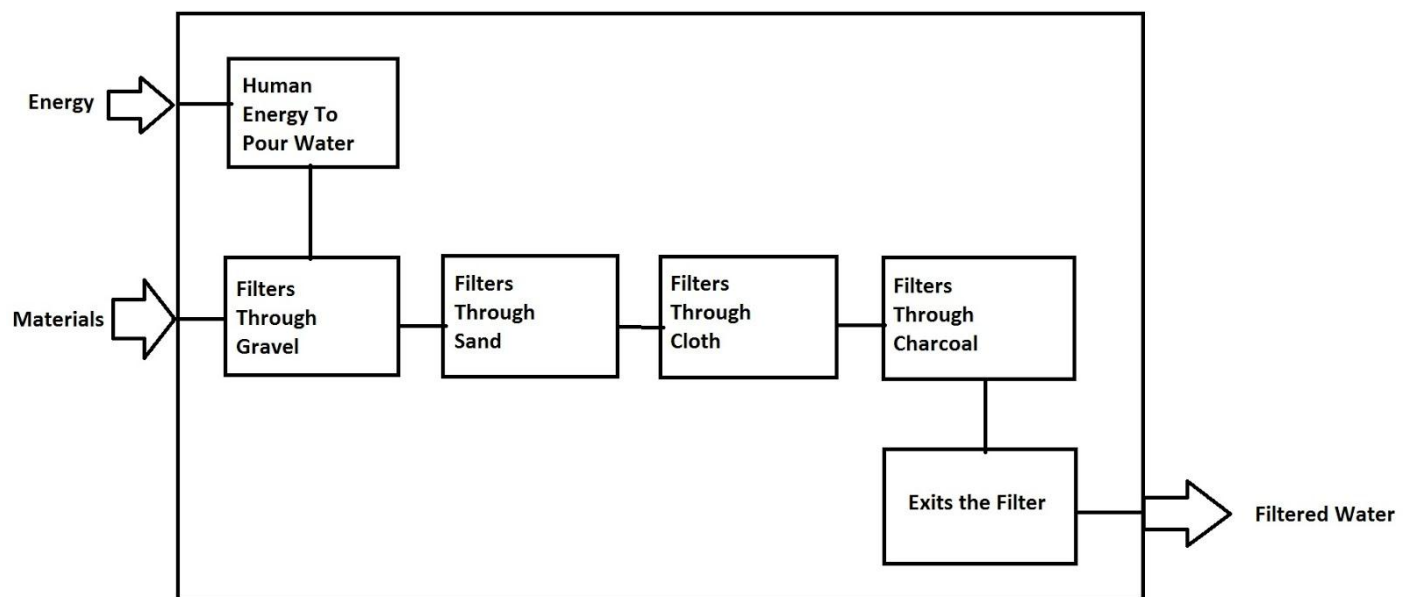 Energy
Human
Energy To
Pour Water
Materials
Filters
Through
Gravel
Filters
Through
Sand
Filters
Through
Cloth
Filters
Through
Charcoal
Exits the Filter
Filtered Water